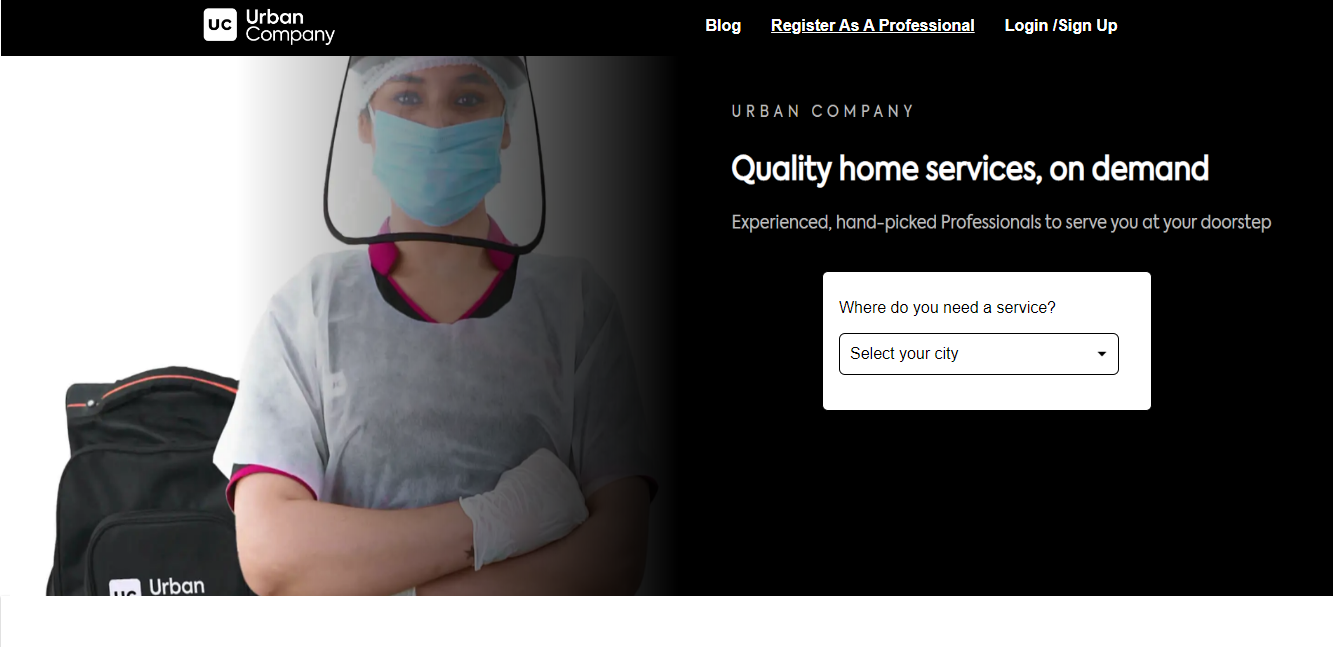 UC Urban
Company
Blog Register As A Professional Login /Sign Up
URBAN COMPANY
Quality home services, on demand
Experienced, hand-picked Professionals to serve you at your doorstep
Where do you need a service?
Select your city
UC Urban